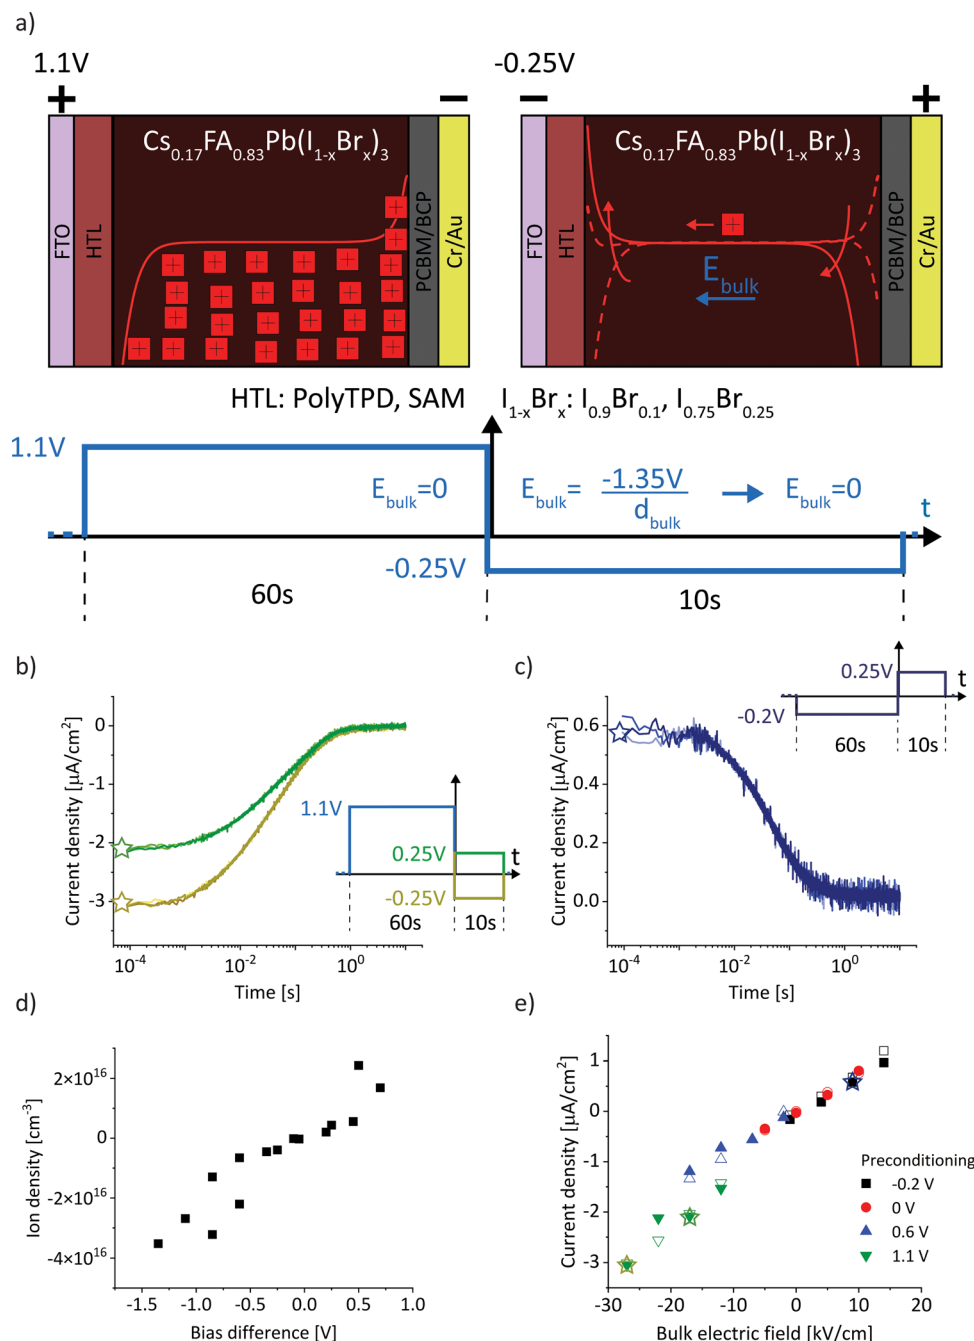 a)
1.1V
-0.25V
+
−
−
+
Cs0.17FA0.83Pb(I1-xBrx)3
Cs0.17FA0.83Pb(I1-xBrx)3
FTO
HTL
PCBM/BCP
Cr/Au
FTO
HTL
PCBM/BCP
Cr/Au
Ebulk
HTL: PolyTPD, SAM
I1-xBrx: I0.9Br0.1, I0.75Br0.25
1.1V
Ebulk=0
Ebulk= -1.35V/dbulk
Ebulk=0
t
-0.25V
60s
10s
b)
0
-1
-2
-3
Current density [µA/cm2]
10-4
10-2
100
Time [s]
1.1V
0.25V
-0.25V
t
60s
10s
c)
0.6
0.4
0.2
0.0
Current density [µA/cm2]
10-4
10-2
100
Time [s]
0.25V
-0.2V
t
60s
10s
d)
2×1016
0
-2×1016
-4×1016
Ion density [cm-3]
-1.5
-1.0
-0.5
0.0
0.5
1.0
Bias difference [V]
e)
1
0
-1
-2
-3
Current density [µA/cm2]
-30
-20
-10
0
10
20
Bulk electric field [kV/cm]
Preconditioning
-0.2 V
0 V
0.6 V
1.1 V